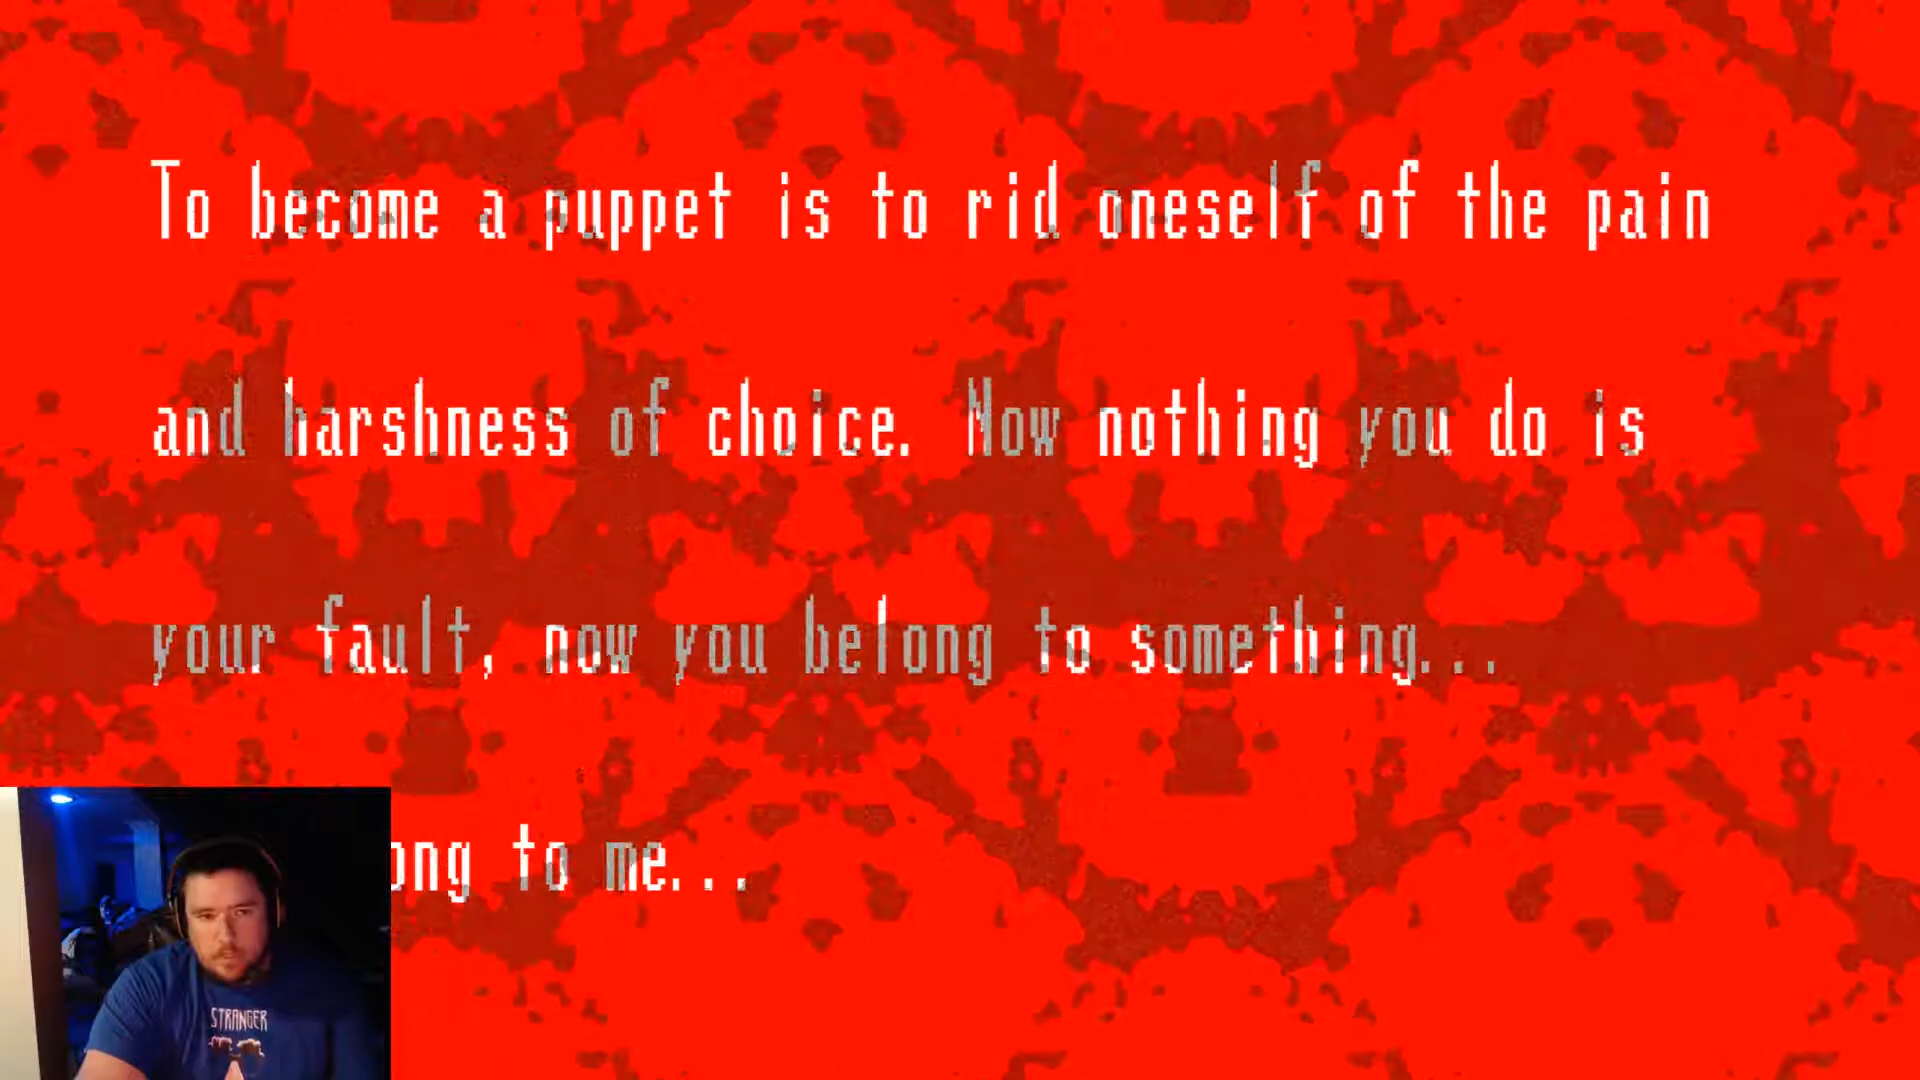 To become a puppet is to rid oneself of the pain
and harshness of choice. Now nothing you do is
your fault, now you belong to something...
ong to me...
STRANGER